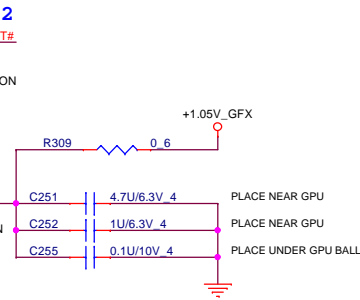 2
T#
ON
+1.05V_GFX
R309 0_6
C251 4.7U/6.3V_4 PLACE NEAR GPU
N C252 1U/6.3V_4 PLACE NEAR GPU
C255 0.1U/10V_4 PLACE UNDER GPU BALL